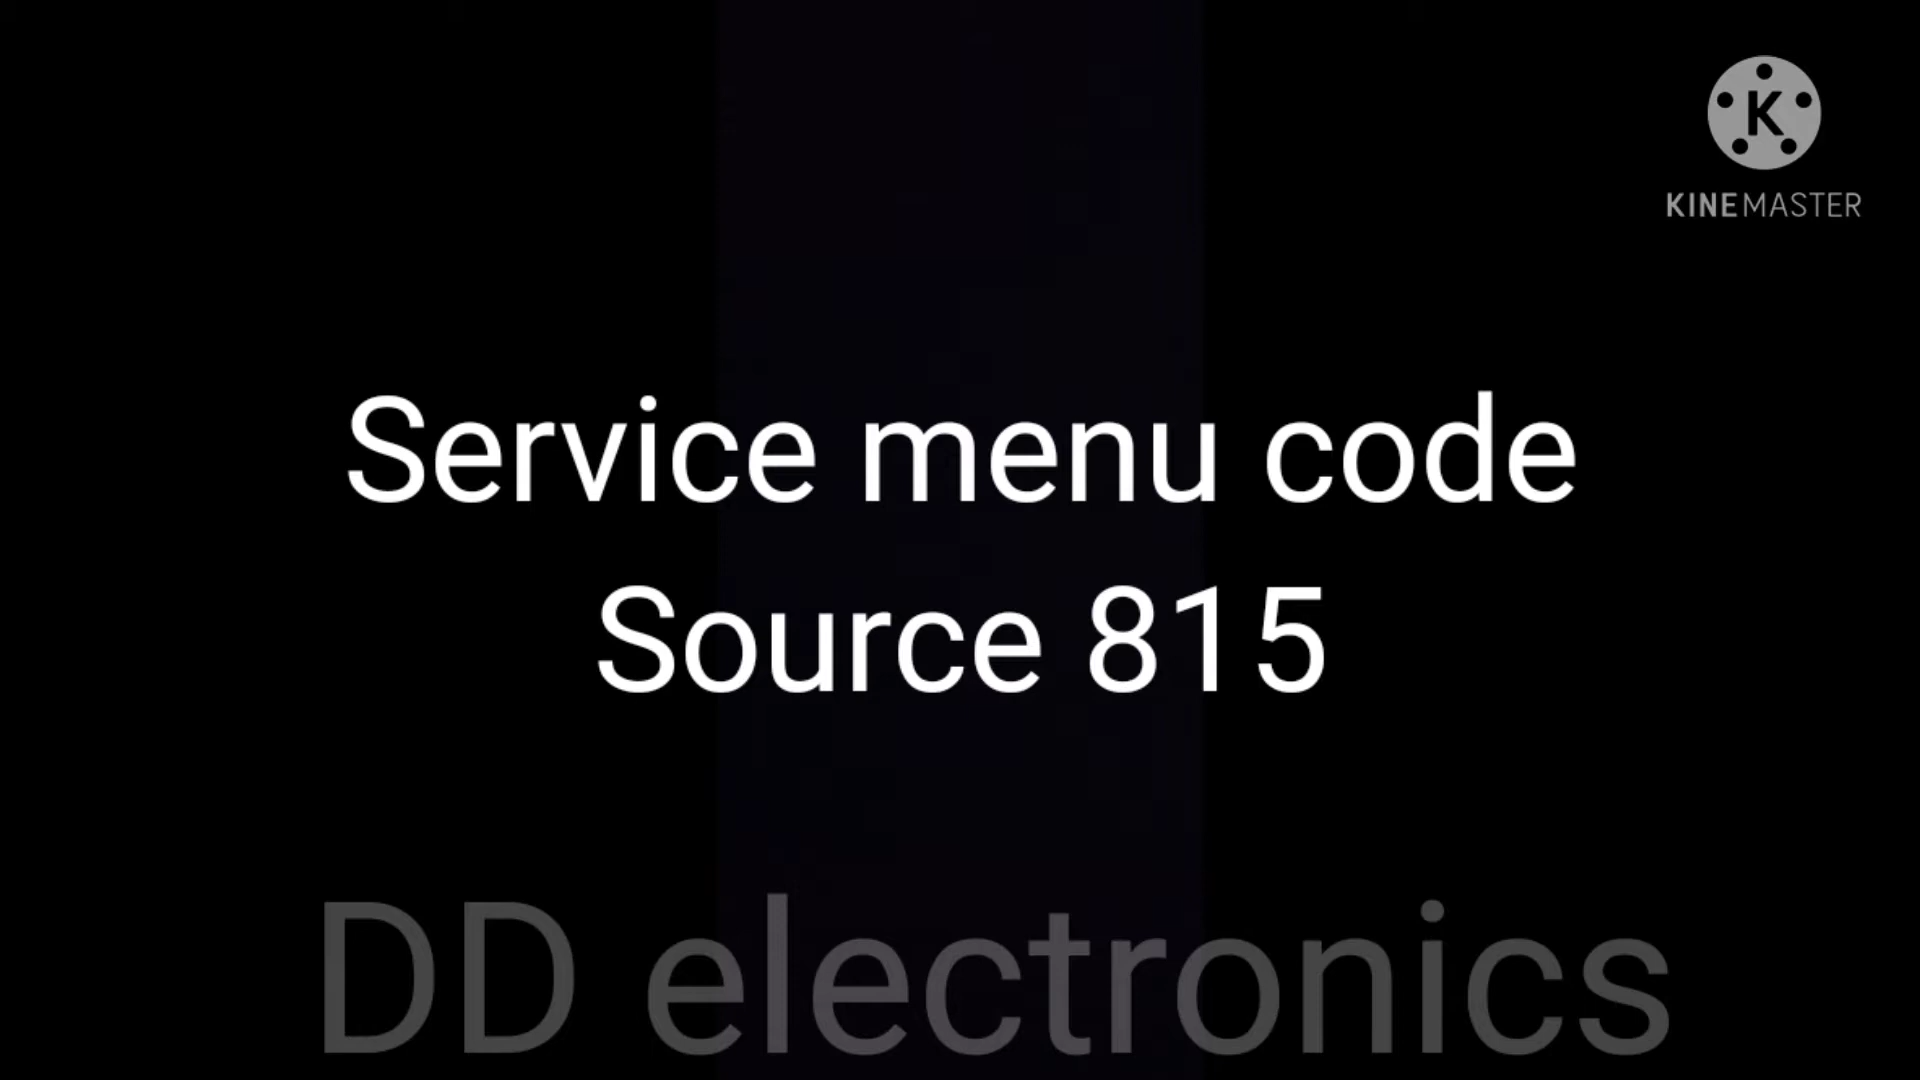 K
KINEMASTER
Service menu code
Source 815
DD electronics